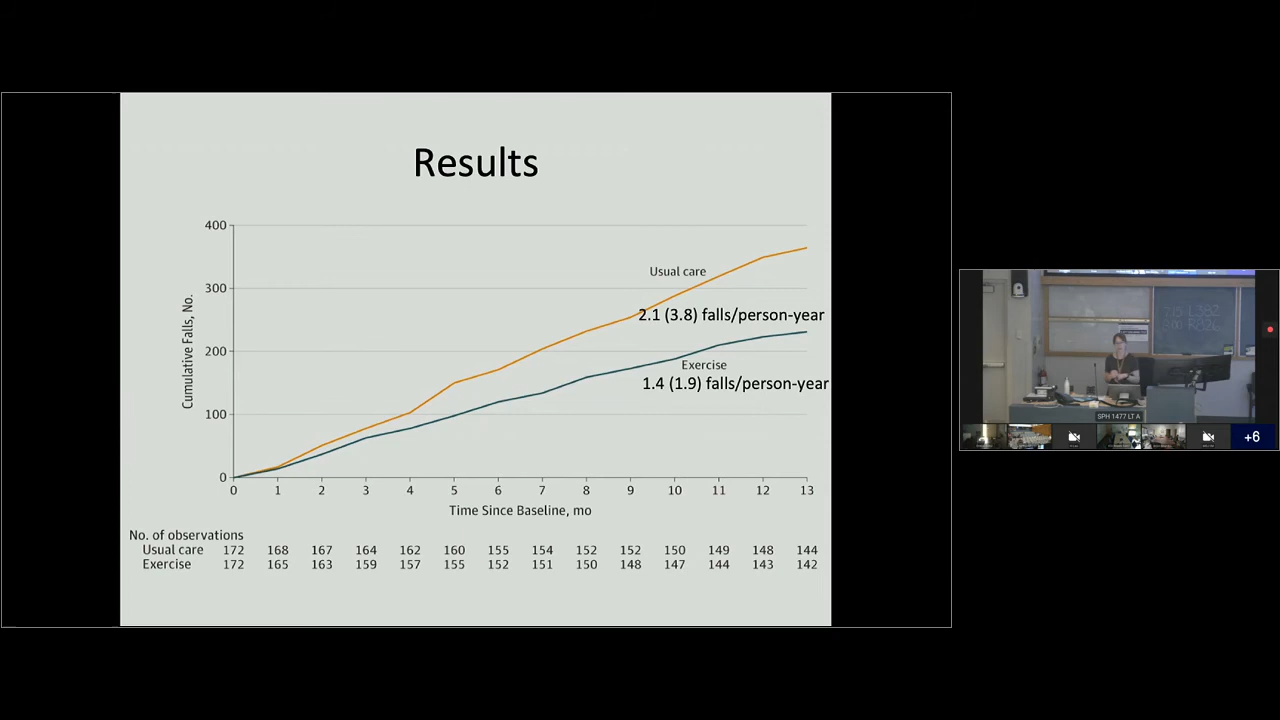 Results
400
300
200
100
0
Cumulative Falls, No.
Usual care
2.1 (3.8) falls/person-year
Exercise
1.4 (1.9) falls/person-year
0 1 2 3 4 5 6 7 8 9 10 11 12 13
Time Since Baseline, mo
No. of observations
Usual care 172 168 167 164 162 160 155 154 152 152 150 149 148 144
Exercise 172 165 163 159 157 155 152 151 150 148 147 144 143 142
SPH 1477 LT A
+6